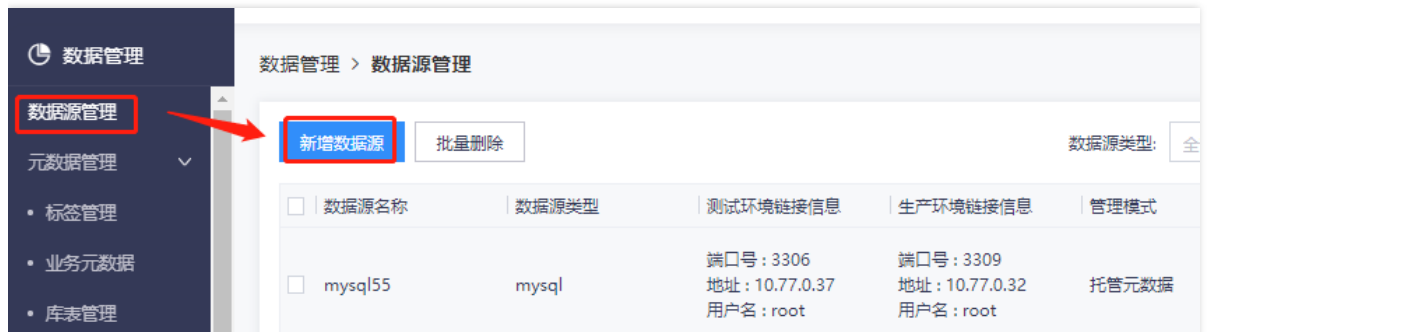 数据管理
数据源管理
元数据管理
• 标签管理
• 业务元数据
• 库表管理
数据管理 > 数据源管理
新增数据源 批量删除 数据源类型: 全
数据源名称 数据源类型 测试环境链接信息 生产环境链接信息 管理模式
mysql55 mysql 端口号：3306 端口号：3309 托管元数据
地址：10.77.0.37 地址：10.77.0.32
用户名：root 用户名：root